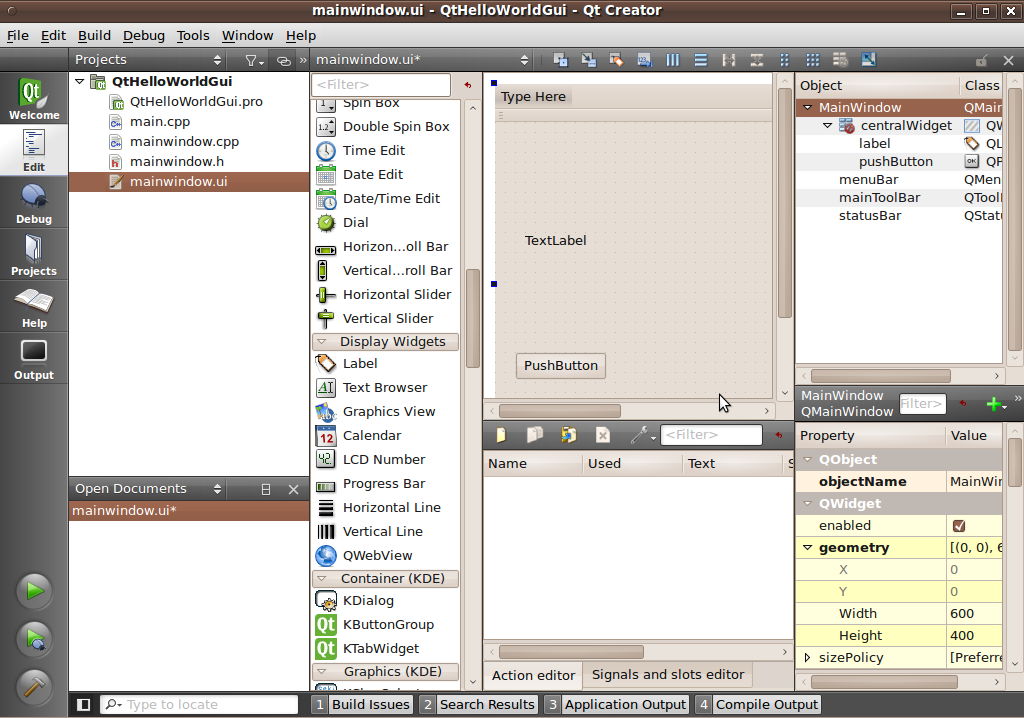 mainwindow.ui - QtHelloWorldGui - Qt Creator
File Edit Build Debug Tools Window Help
Projects
mainwindow.ui*
Qt
Welcome
Edit
Debug
Projects
Help
Output
QtHelloWorldGui
QtHelloWorldGui.pro
main.cpp
mainwindow.cpp
mainwindow.h
mainwindow.ui
Open Documents
mainwindow.ui*
<Filter>
Spin Box
Double Spin Box
Time Edit
Date Edit
Date/Time Edit
Dial
Horizon...oll Bar
Vertical...roll Bar
Horizontal Slider
Vertical Slider
Display Widgets
Label
Text Browser
Graphics View
Calendar
LCD Number
Progress Bar
Horizontal Line
Vertical Line
QWebView
Container (KDE)
KDialog
KButtonGroup
KTabWidget
Graphics (KDE)
Type Here
TextLabel
PushButton
<Filter>
Name Used Text S
Action editor Signals and slots editor
Object Class
MainWindow QMain
centralWidget QW
label QL
pushButton QP
menuBar QMen
mainToolBar QTool
statusBar QStatu
MainWindow
QMainWindow
Filter>
Property Value
QObject
objectName MainWin
QWidget
enabled
geometry [(0, 0), 6
X 0
Y 0
Width 600
Height 400
sizePolicy [Preferre
Type to locate
1 Build Issues 2 Search Results 3 Application Output 4 Compile Output